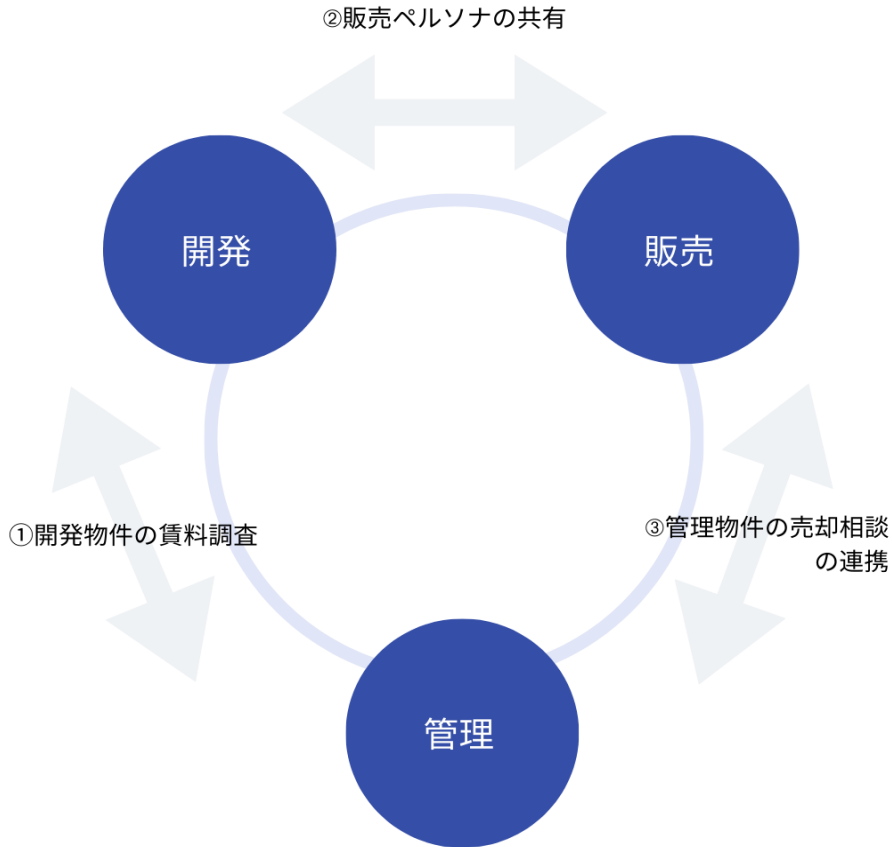 ②販売ペルソナの共有
開発
販売
①開発物件の賃料調査
③管理物件の売却相談
の連携
管理